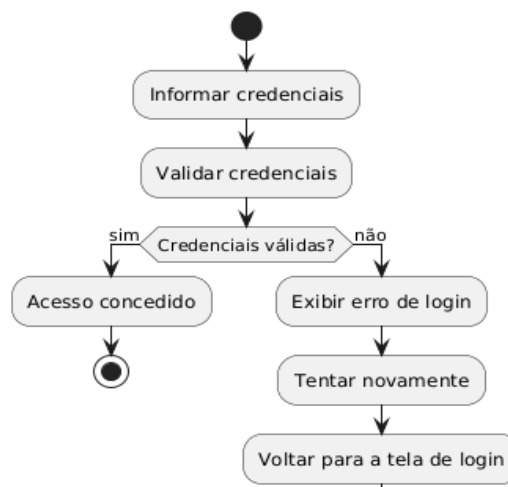 Informar credenciais
Validar credenciais
sim
Credenciais válidas?
não
Acesso concedido
Exibir erro de login
Tentar novamente
Voltar para a tela de login